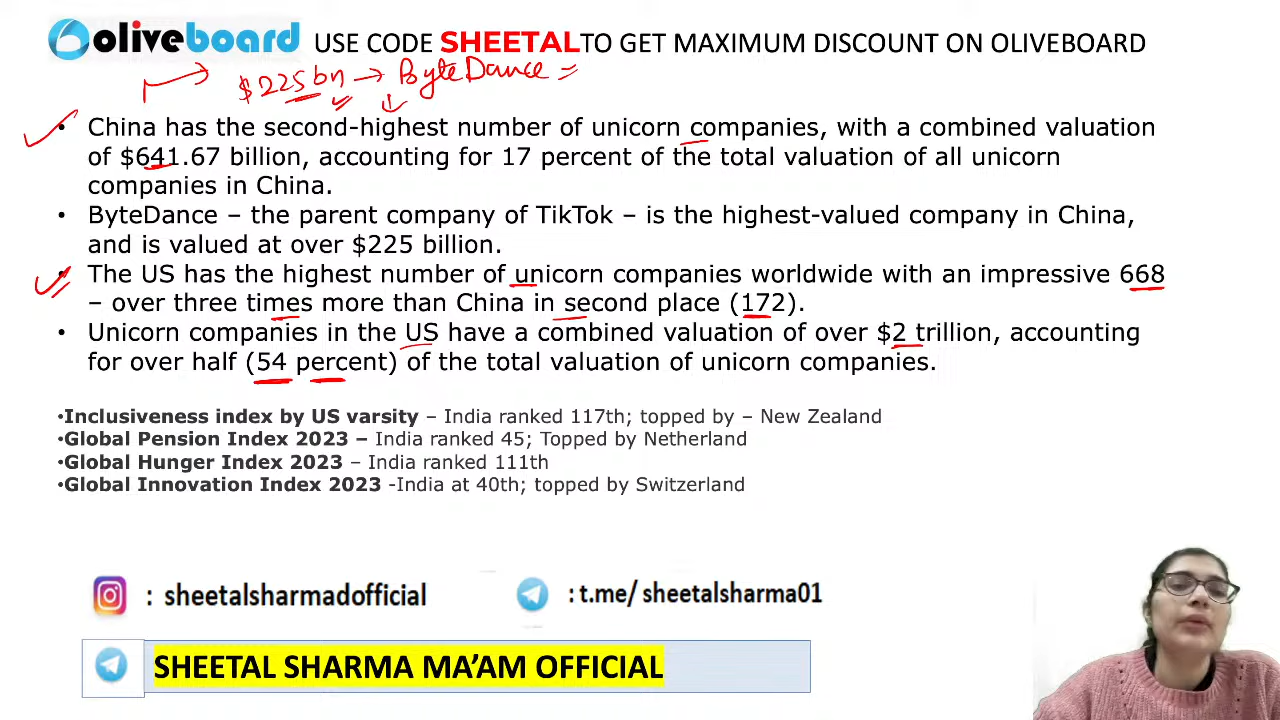 oliveboard USE CODE SHEETAL TO GET MAXIMUM DISCOUNT ON OLIVEBOARD
$225 bn → ByteDance =
• China has the second-highest number of unicorn companies, with a combined valuation
of $641.67 billion, accounting for 17 percent of the total valuation of all unicorn
companies in China.
• ByteDance – the parent company of TikTok – is the highest-valued company in China,
and is valued at over $225 billion.
• The US has the highest number of unicorn companies worldwide with an impressive 668
– over three times more than China in second place (172).
• Unicorn companies in the US have a combined valuation of over $2 trillion, accounting
for over half (54 percent) of the total valuation of unicorn companies.
•Inclusiveness index by US varsity – India ranked 117th; topped by – New Zealand
•Global Pension Index 2023 – India ranked 45; Topped by Netherland
•Global Hunger Index 2023 – India ranked 111th
•Global Innovation Index 2023 -India at 40th; topped by Switzerland
: sheetalsharmadofficial
: t.me/ sheetalsharma01
SHEETAL SHARMA MA’AM OFFICIAL